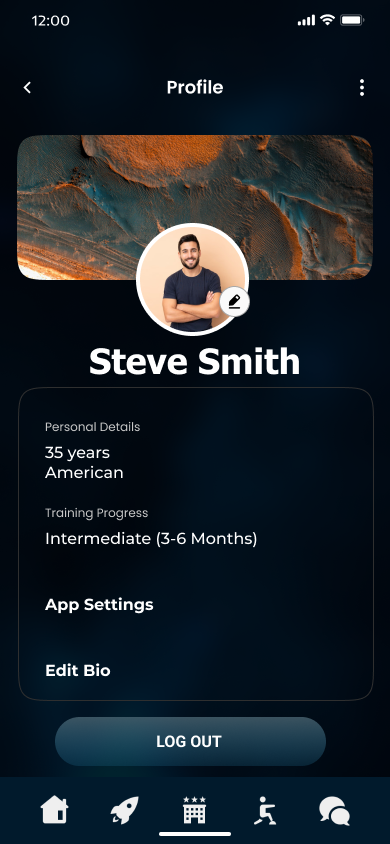 12:00
Profile
Steve Smith
Personal Details
35 years
American
Training Progress
Intermediate (3-6 Months)
App Settings
Edit Bio
LOG OUT